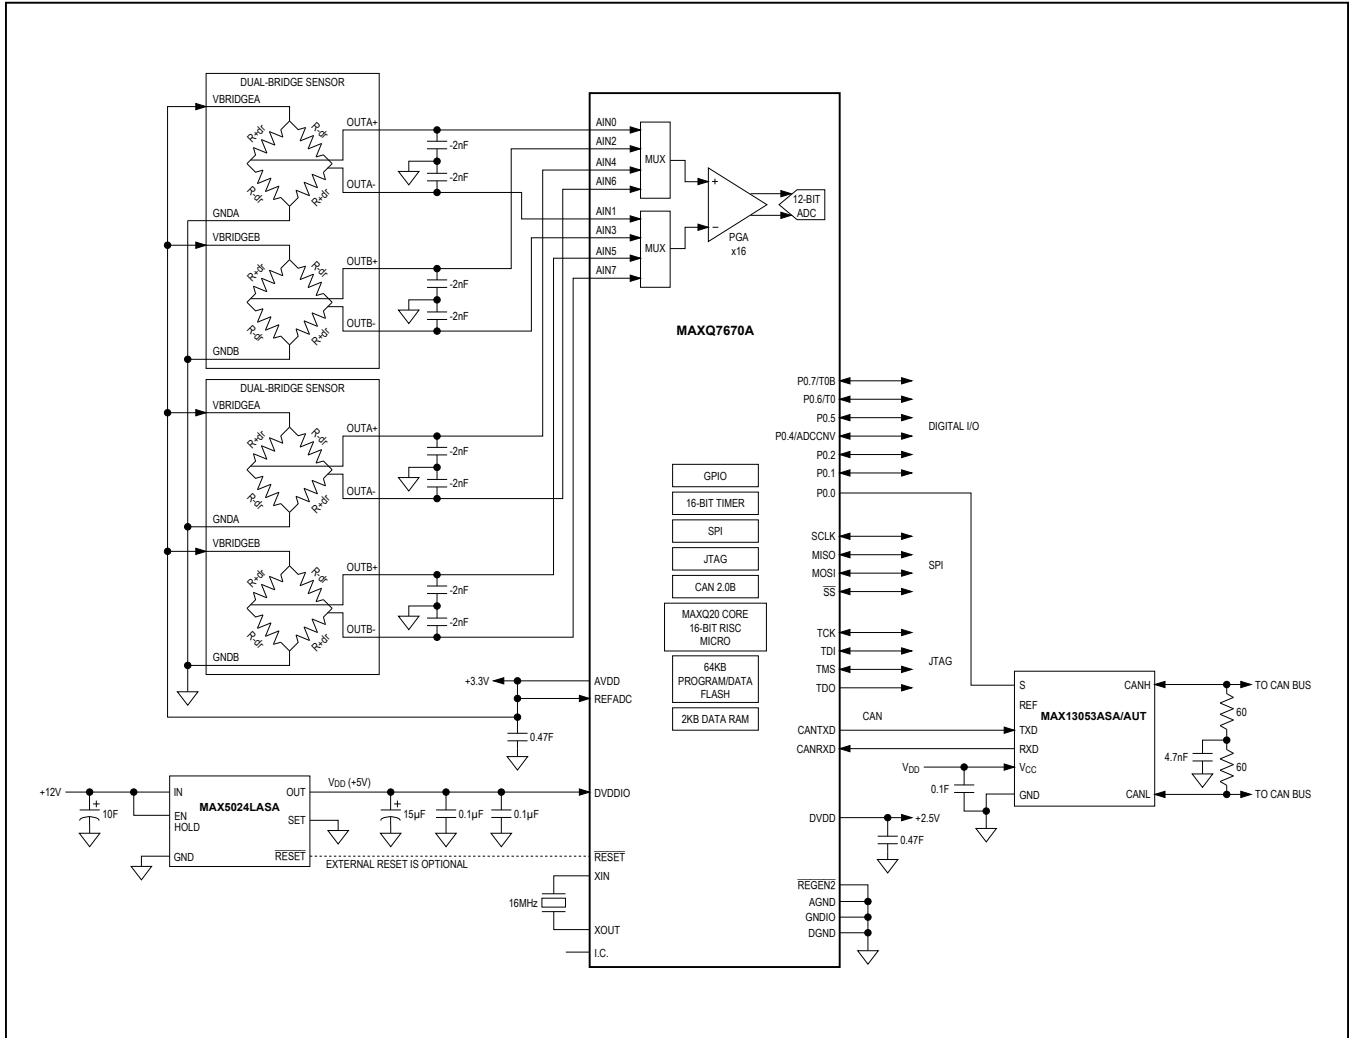 DUAL-BRIDGE SENSOR
VBRIDGEA
R+dr
R-dr
R-dr
R+dr
OUTA+
OUTA-
-2nF
-2nF
GNDA
VBRIDGEB
R+dr
R-dr
R-dr
R+dr
OUTB+
OUTB-
-2nF
-2nF
GNDB
DUAL-BRIDGE SENSOR
VBRIDGEA
R+dr
R-dr
R-dr
R+dr
OUTA+
OUTA-
-2nF
-2nF
GNDA
VBRIDGEB
R+dr
R-dr
R-dr
R+dr
OUTB+
OUTB-
-2nF
-2nF
GNDB
AIN0
AIN2
AIN4
AIN6
MUX
AIN1
AIN3
AIN5
AIN7
MUX
+
−
PGA
x16
12-BIT
ADC
MAXQ7670A
GPIO
16-BIT TIMER
SPI
JTAG
CAN 2.0B
MAXQ20 CORE
16-BIT RISC
MICRO
64KB
PROGRAM/DATA
FLASH
2KB DATA RAM
P0.7/T0B
P0.6/T0
P0.5
P0.4/ADCCNV
P0.2
P0.1
P0.0
DIGITAL I/O
SCLK
MISO
MOSI
SS
SPI
TCK
TDI
TMS
TDO
JTAG
CANTXD
CANRXD
CAN
DVDD
+2.5V
0.47F
REGEN2
AGND
GNDIO
DGND
+3.3V
AVDD
REFADC
0.47F
+12V
+
10F
IN
EN
HOLD
GND
MAX5024LASA
OUT
SET
RESET
VDD (+5V)
+
15µF
0.1µF
0.1µF
DVDDIO
EXTERNAL RESET IS OPTIONAL
RESET
XIN
16MHz
XOUT
I.C.
S
REF
MAX13053ASA/AUT
TXD
RXD
VCC
GND
VDD
0.1F
CANH
CANL
TO CAN BUS
60
4.7nF
60
TO CAN BUS